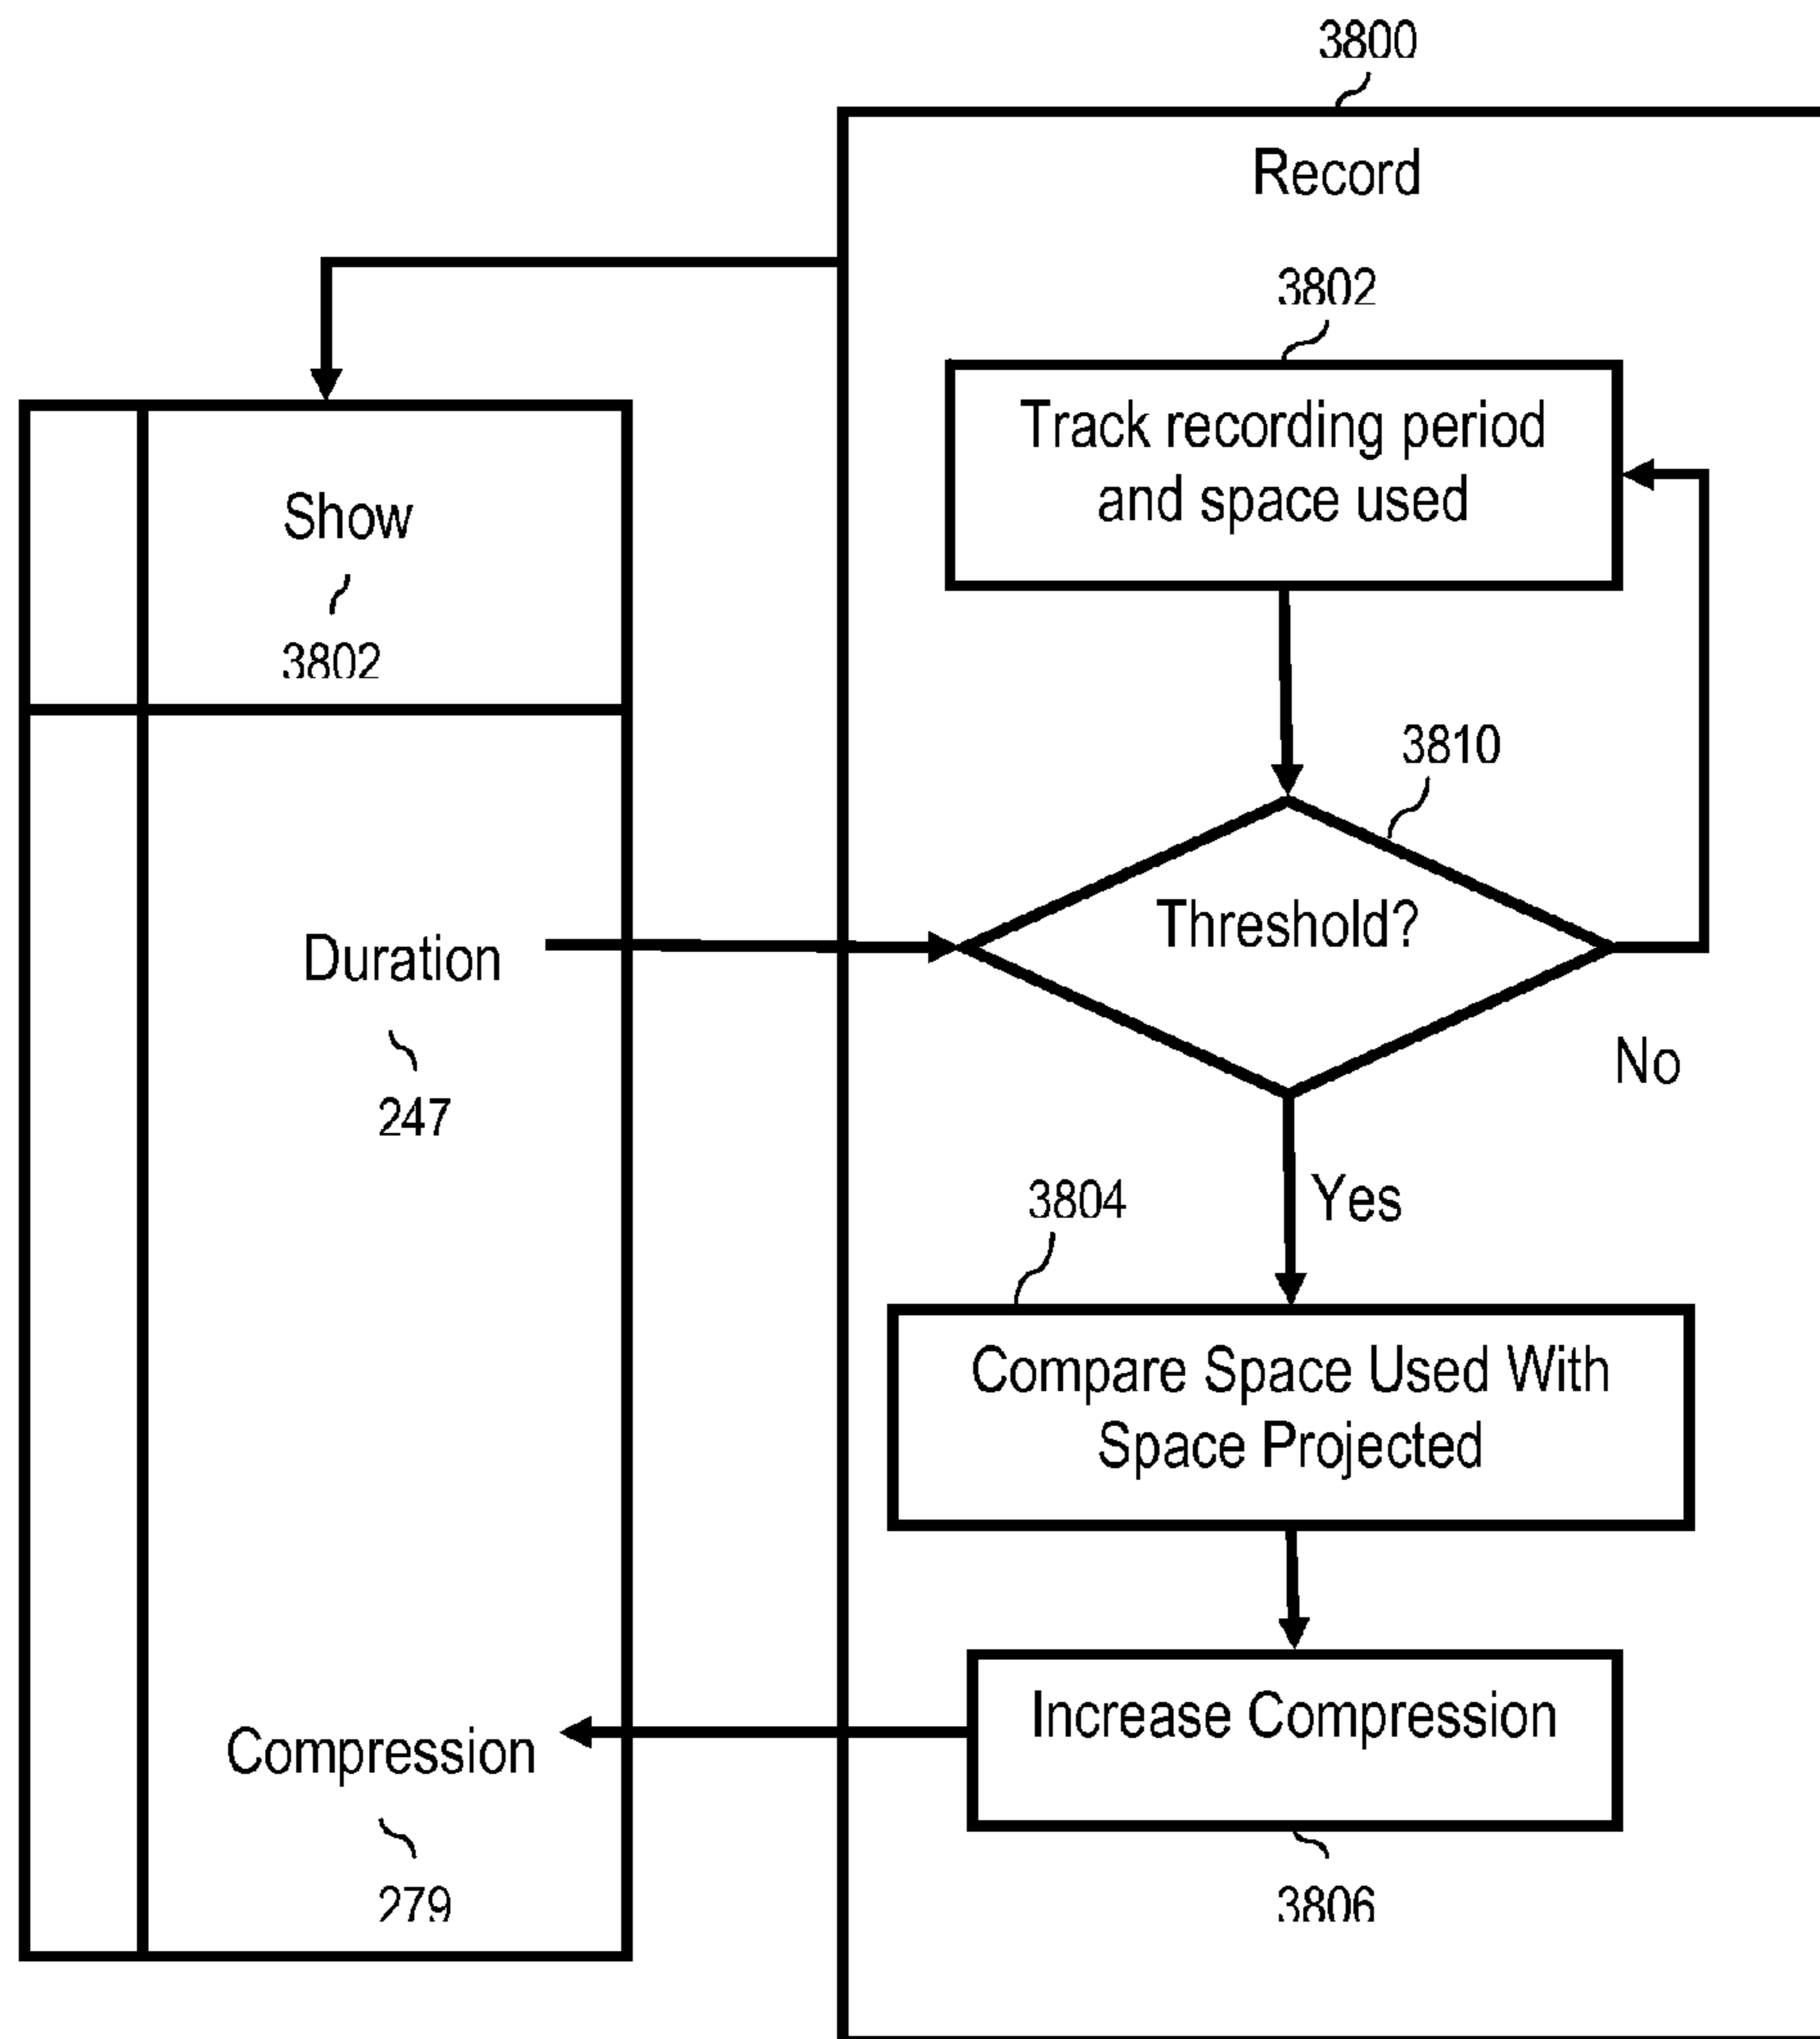 3800
Record
3802
Track recording period
and space used
Show
3802
3810
Threshold?
Duration
247
No
Yes
3804
Compare Space Used With
Space Projected
Increase Compression
Compression
279
3806